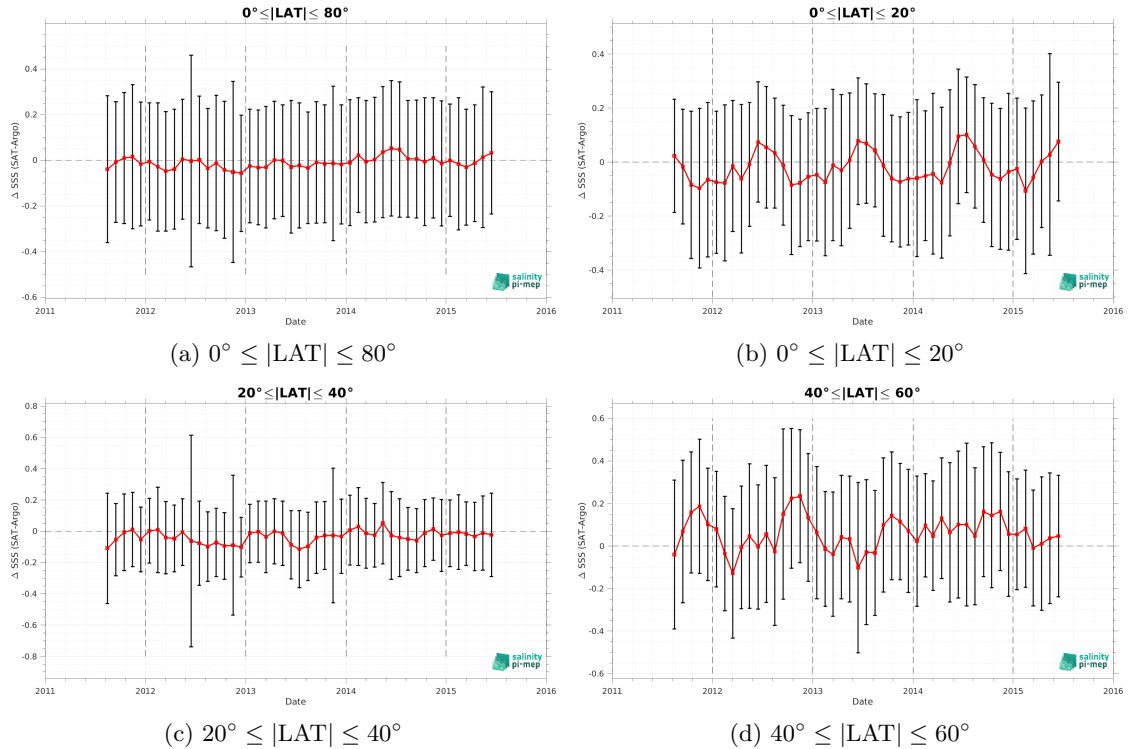 0°≤|LAT|≤ 80°
Δ SSS (SAT-Argo)
0.4
0.2
0
-0.2
-0.4
-0.6
2011 2012 2013 2014 2015 2016
Date
salinity
pi-mep
(a) 0° ≤ |LAT| ≤ 80°
0°≤|LAT|≤ 20°
Δ SSS (SAT-Argo)
0.4
0.2
0
-0.2
-0.4
2011 2012 2013 2014 2015 2016
Date
salinity
pi-mep
(b) 0° ≤ |LAT| ≤ 20°
20°≤|LAT|≤ 40°
Δ SSS (SAT-Argo)
0.8
0.6
0.4
0.2
0
-0.2
-0.4
-0.6
-0.8
2011 2012 2013 2014 2015 2016
Date
salinity
pi-mep
(c) 20° ≤ |LAT| ≤ 40°
40°≤|LAT|≤ 60°
Δ SSS (SAT-Argo)
0.6
0.4
0.2
0
-0.2
-0.4
-0.6
2011 2012 2013 2014 2015 2016
Date
salinity
pi-mep
(d) 40° ≤ |LAT| ≤ 60°